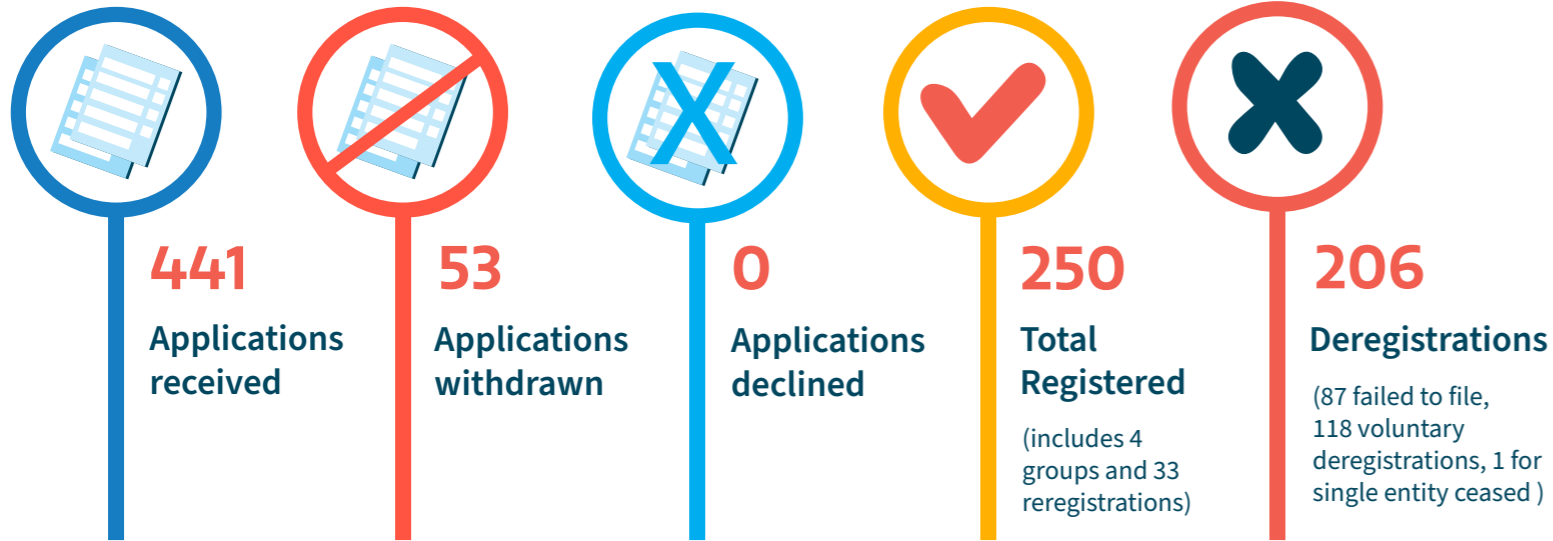 441
Applications
received
53
Applications
withdrawn
0
Applications
declined
250
Total
Registered
(includes 4
groups and 33
reregistrations)
206
Deregistrations
(87 failed to file,
118 voluntary
deregistrations, 1 for
single entity ceased )